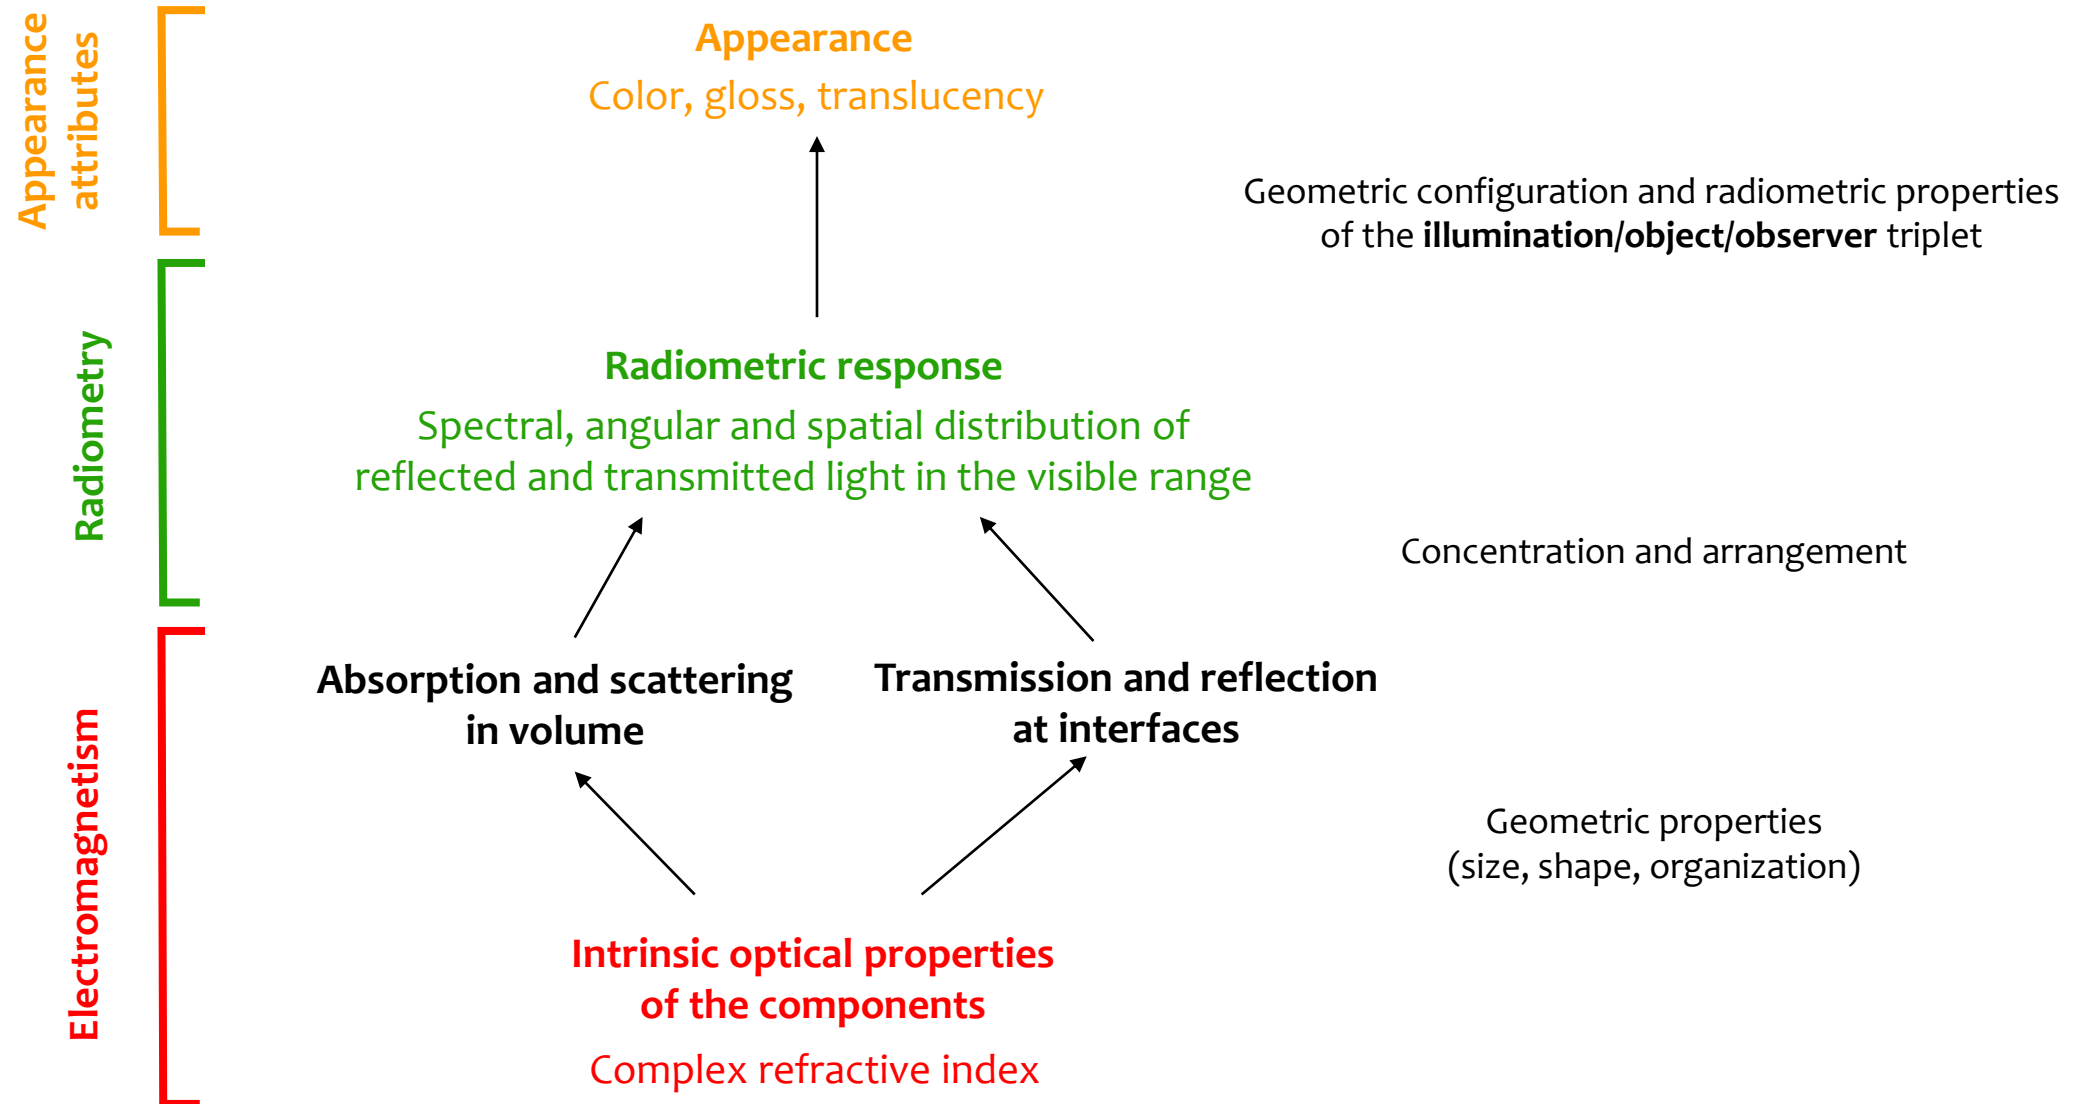 Appearance
attributes
Appearance
Color, gloss, translucency
Geometric configuration and radiometric properties
of the illumination/object/observer triplet
Radiometry
Radiometric response
Spectral, angular and spatial distribution of
reflected and transmitted light in the visible range
Concentration and arrangement
Electromagnetism
Absorption and scattering
in volume
Transmission and reflection
at interfaces
Geometric properties
(size, shape, organization)
Intrinsic optical properties
of the components
Complex refractive index